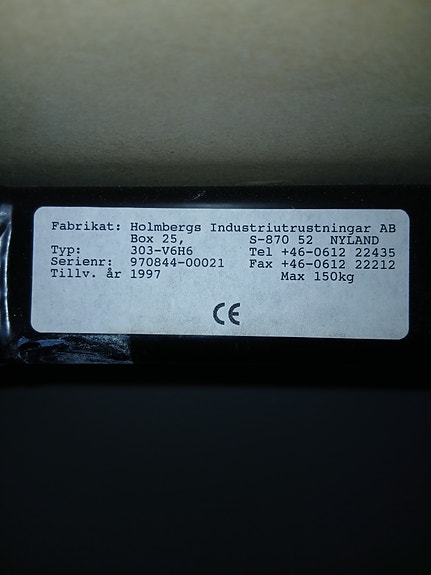 Fabrikat: Holmbergs Industriutrustningar AB
Box 25, S-870 52 NYLAND
Typ: 303-V6H6 Tel +46-0612 22435
Serienr: 970844-00021 Fax +46-0612 22212
Tillv. år 1997 Max 150kg
CE